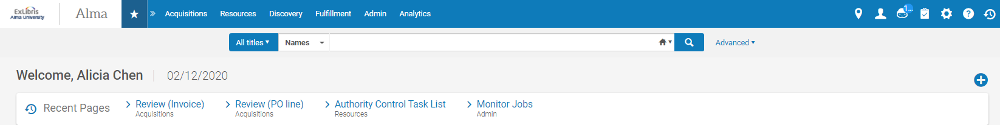 ExLibris
Alma University
Alma
Acquisitions Resources Discovery Fulfillment Admin Analytics
1...
?
All titles Names Advanced
Welcome, Alicia Chen 02/12/2020
Recent Pages Review (Invoice) Review (PO line) Authority Control Task List Monitor Jobs
Acquisitions Acquisitions Resources Admin